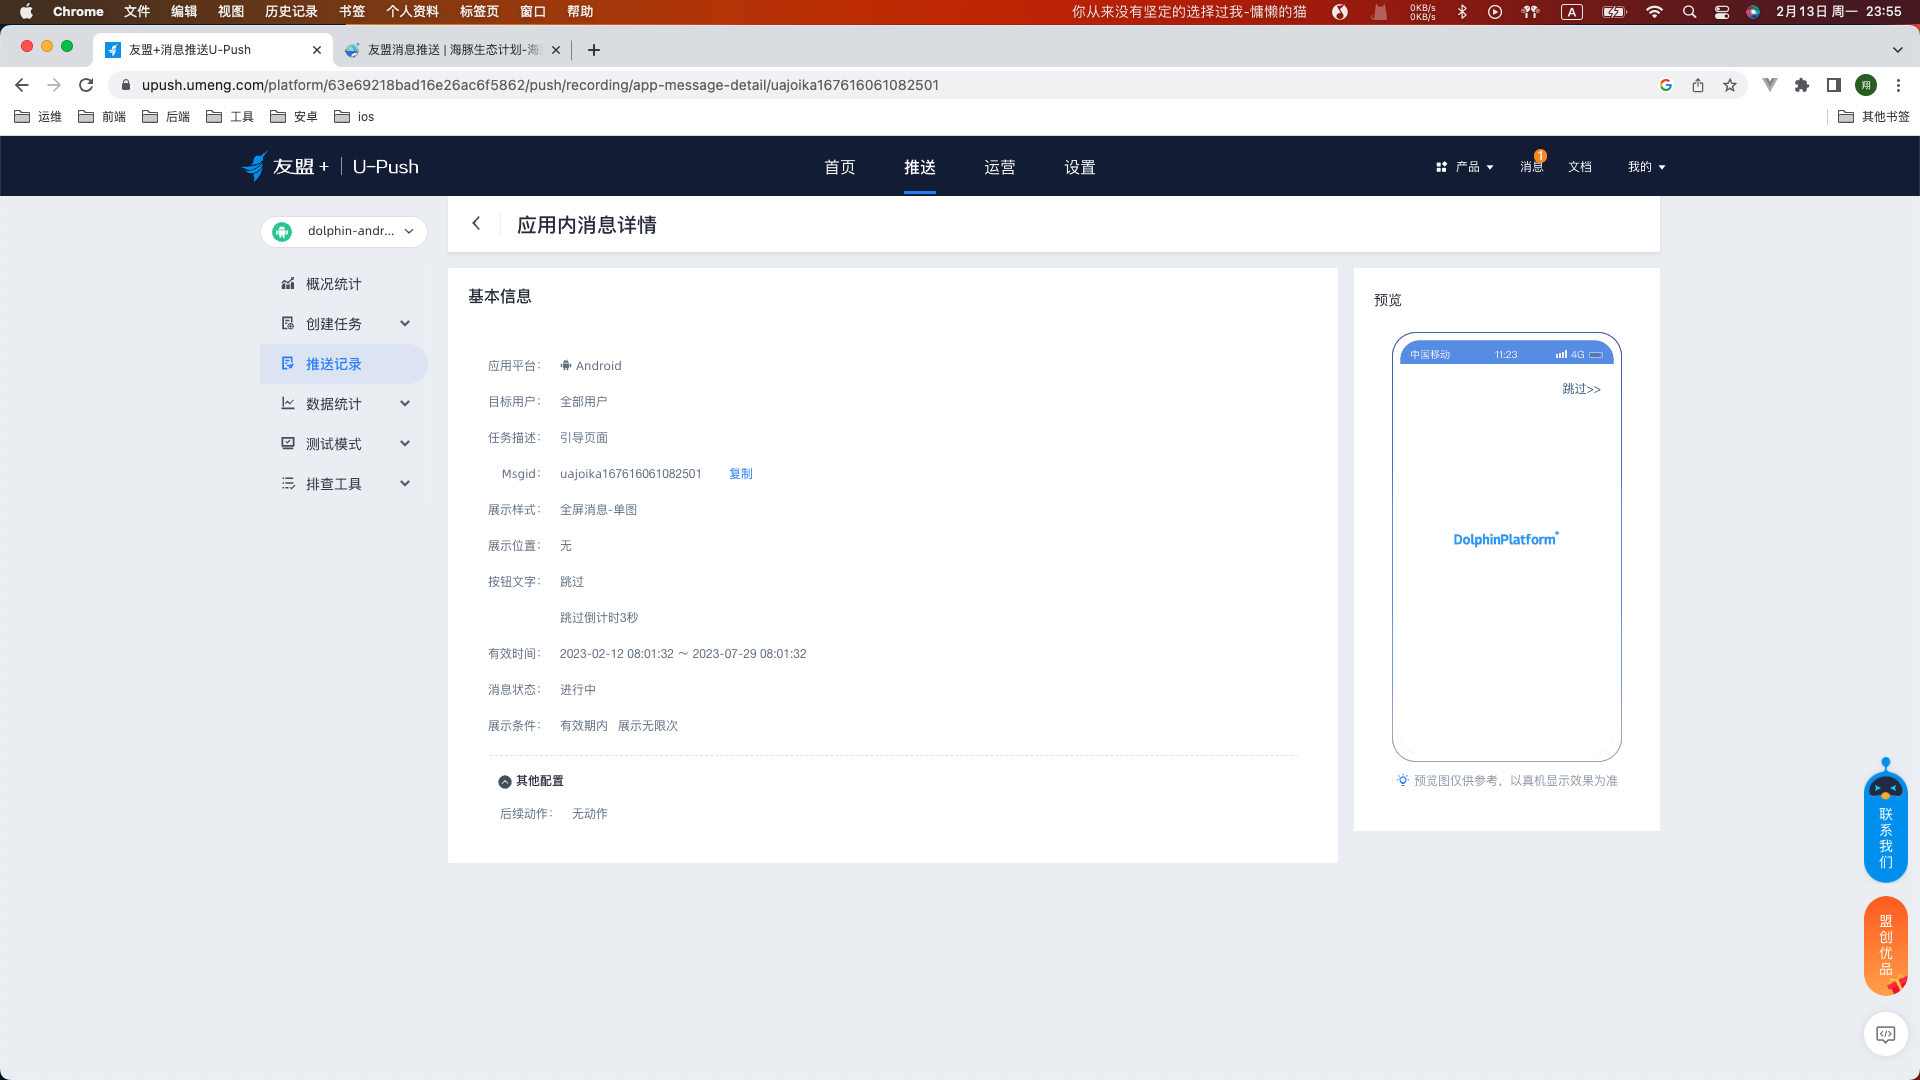 Chrome 文件 编辑 视图 历史记录 书签 个人资料 标签页 窗口 帮助 你从来没有坚定的选择过我-慵懒的猫 0KB/s 0KB/s A 2月13日 周一 23:55
友盟+消息推送U-Push 友盟消息推送 | 海豚生态计划-海
upush.umeng.com/platform/63e69218bad16e26ac6f5862/push/recording/app-message-detail/uajoika167616061082501 翔
运维 前端 后端 工具 安卓 ios 其他书签
友盟+ | U-Push 首页 推送 运营 设置 产品 消息 1 文档 我的
dolphin-andr...
概况统计
创建任务
推送记录
数据统计
测试模式
排查工具
应用内消息详情
基本信息
应用平台: Android
目标用户: 全部用户
任务描述: 引导页面
Msgid: uajoika167616061082501 复制
展示样式: 全屏消息-单图
展示位置: 无
按钮文字: 跳过
跳过倒计时3秒
有效时间: 2023-02-12 08:01:32 ~ 2023-07-29 08:01:32
消息状态: 进行中
展示条件: 有效期内 展示无限次
其他配置
后续动作: 无动作
预览
中国移动 11:23 4G
跳过>>
DolphinPlatform+
预览图仅供参考，以真机显示效果为准
联系我们
盟创优品